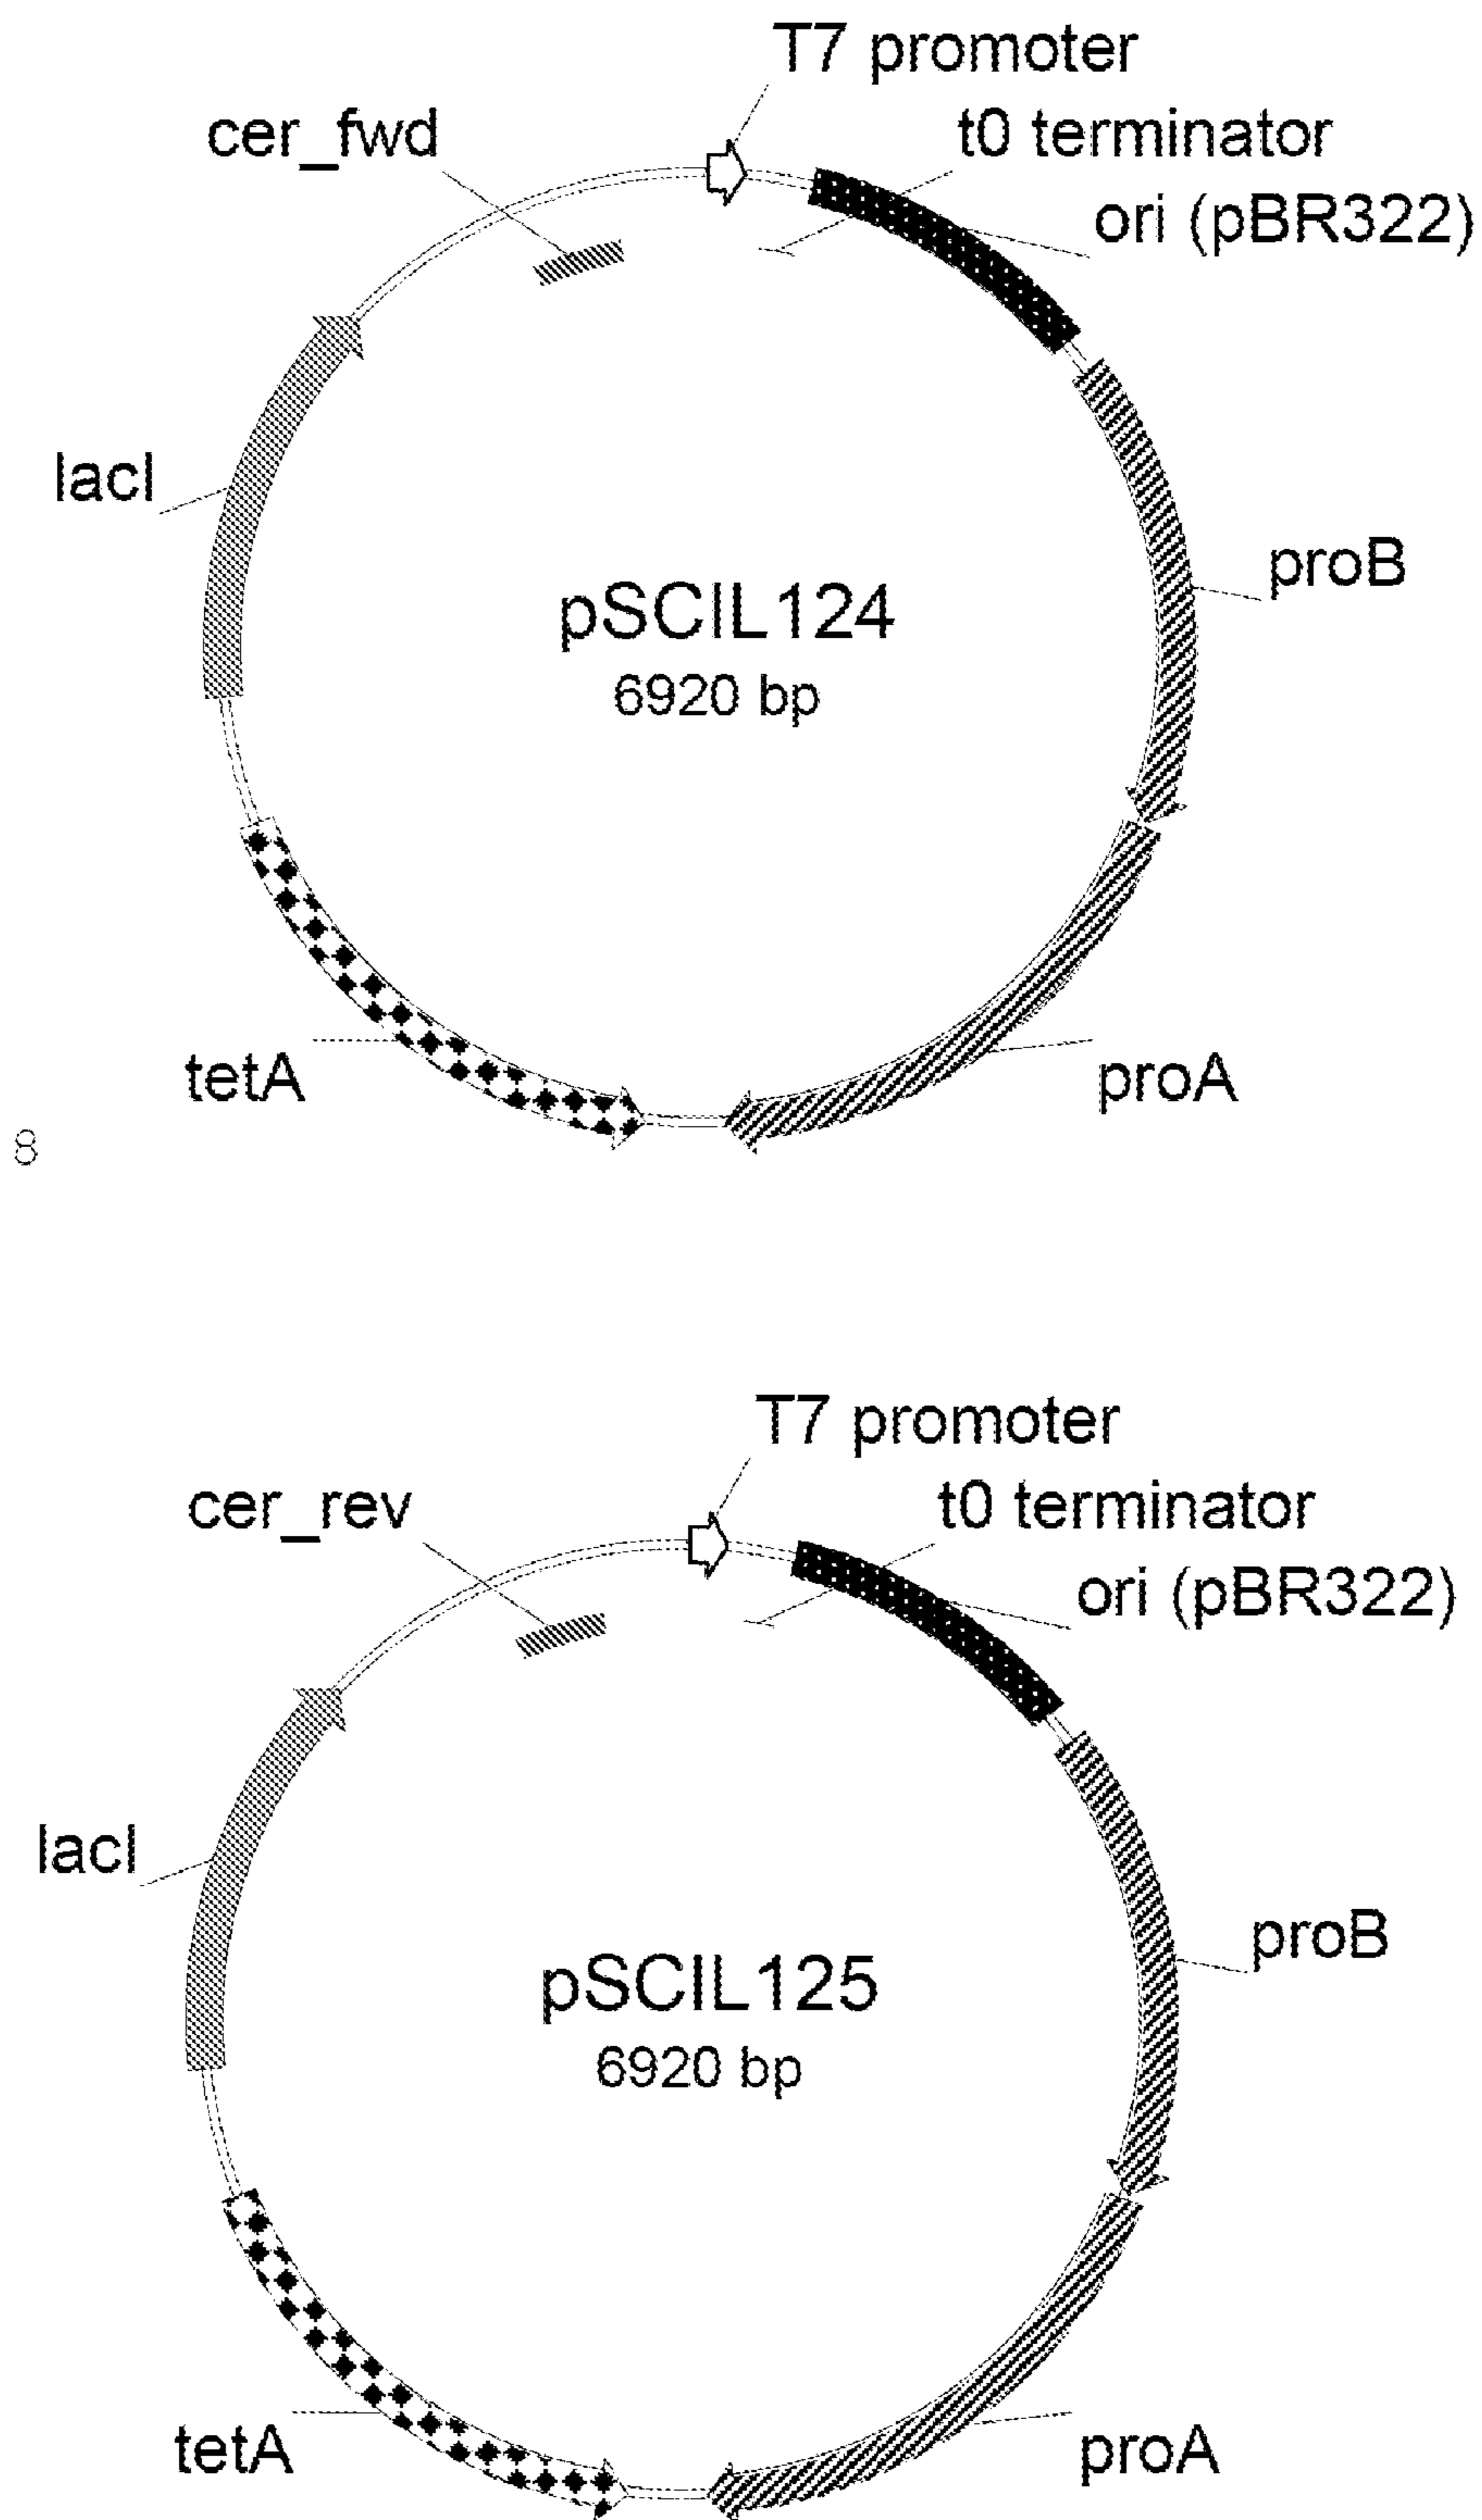 T7 promoter
cer_fwd
t0 terminator
ori (pBR322)
lacI
proB
pSCIL124
6920 bp
tetA
proA
8
T7 promoter
cer_rev
t0 terminator
ori (pBR322)
lacI
proB
pSCIL125
6920 bp
tetA
proA